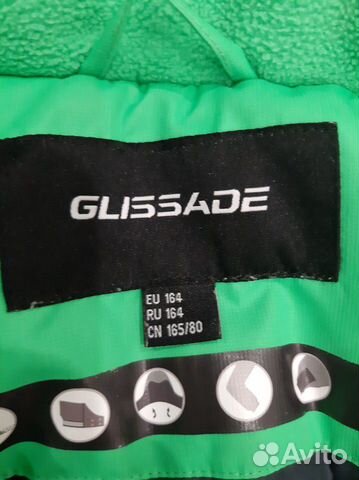 GLISSADE
EU 164
RU 164
CN 165/80
Avito